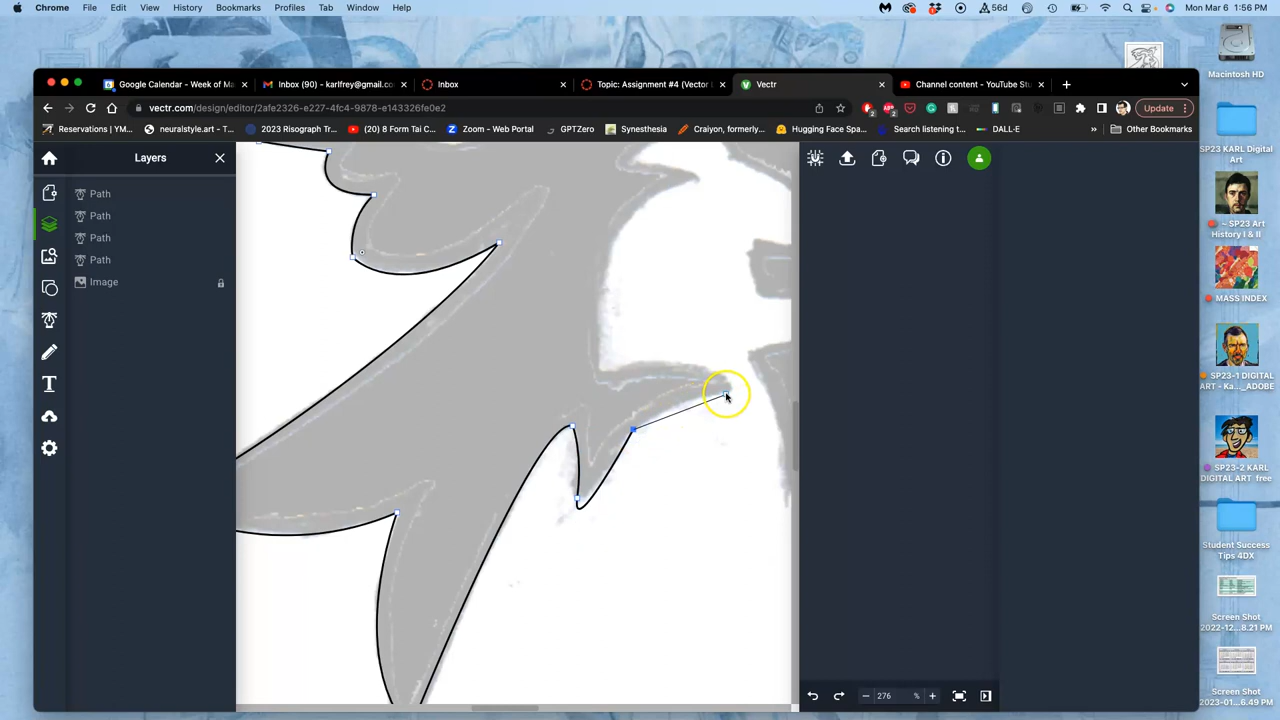 Chrome File Edit View History Bookmarks Profiles Tab Window Help 56d Mon Mar 6 1:56 PM
Google Calendar - Week of Ma Inbox (90) - karlfrey@gmail.co Inbox Topic: Assignment #4 (Vector Vectr Channel content - YouTube Stu
vectr.com/design/editor/2afe2326-e227-4fc4-9878-e143326fe0e2 Update
Reservations | YM... neuralstyle.art - Tr... 2023 Risograph Tr... (20) 8 Form Tai C... Zoom - Web Portal GPTZero Synesthesia Craiyon, formerly... Hugging Face Spa... Search listening t... DALL-E Other Bookmarks
Layers
Path
Path
Path
Path
Image
276 %
Macintosh HD
SP23 KARL Digital
Art
~ SP23 Art
History I & II
MASS INDEX
SP23-1 DIGITAL
ART - Ka..._ADOBE
SP23-2 KARL
DIGITAL ART free
Student Success
Tips 4DX
Screen Shot
2022-12...8.21 PM
Screen Shot
2023-01...6.49 PM